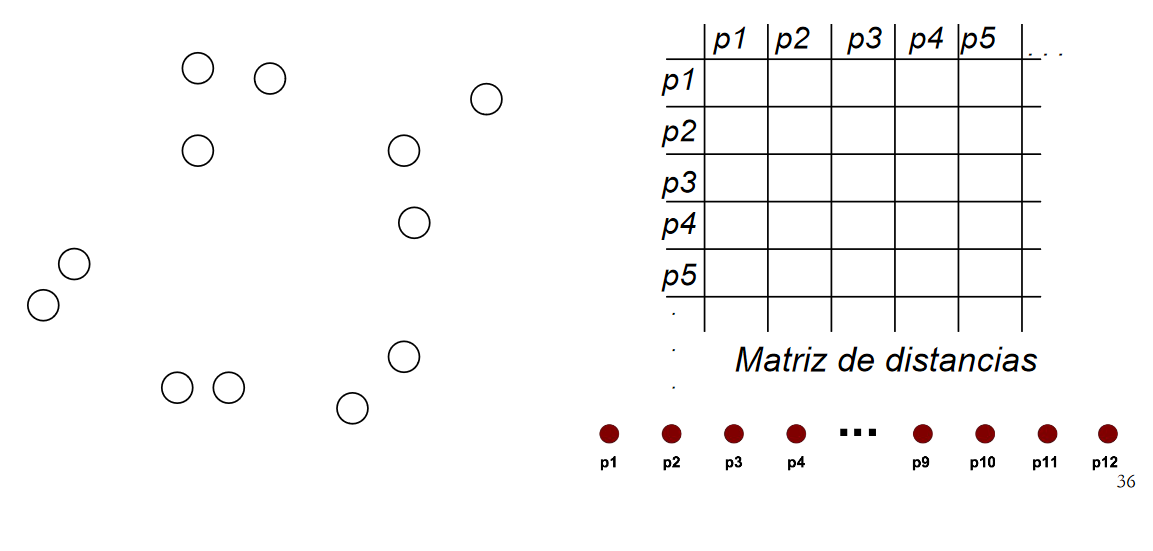 p1 p2 p3 p4 p5 . . .
p1
p2
p3
p4
p5
.
.
.
Matriz de distancias
...
p1 p2 p3 p4 p9 p10 p11 p12
36